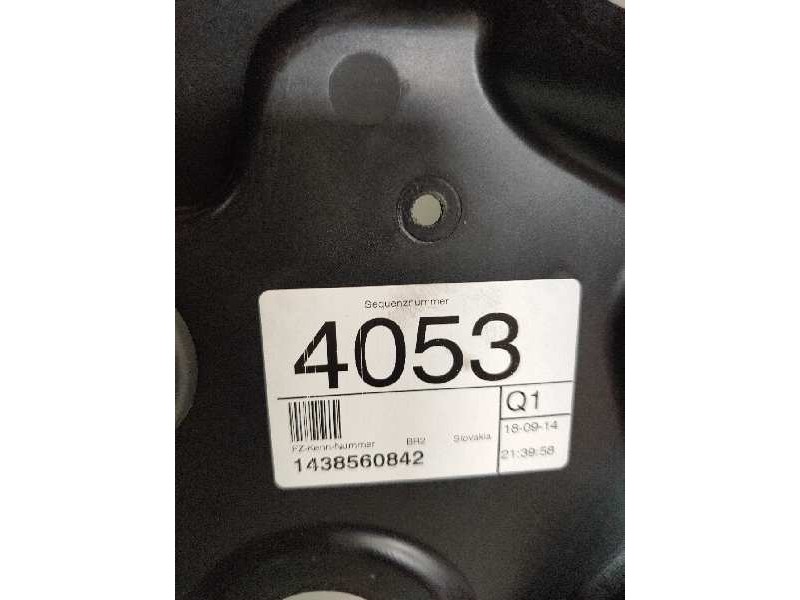 Sequenznummer
4053
Q1
FZ-Kenn-Nummer BR2 Slovakia
18-09-14
1438560842
21:39:58